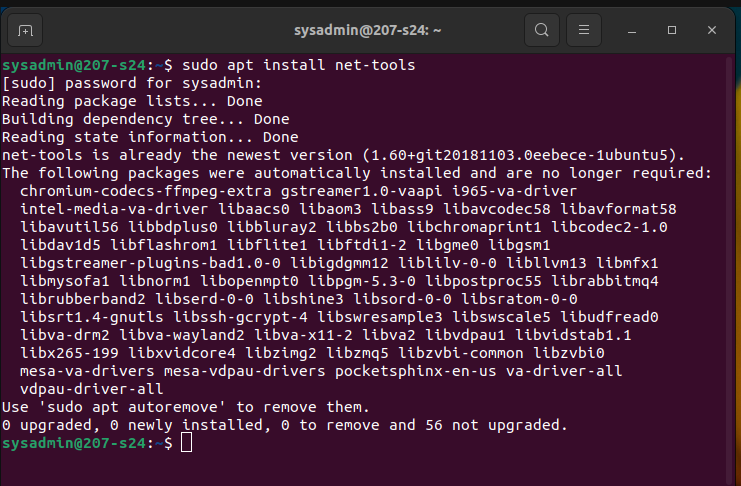 sysadmin@207-s24: ~
sysadmin@207-s24:~$ sudo apt install net-tools
[sudo] password for sysadmin:
Reading package lists... Done
Building dependency tree... Done
Reading state information... Done
net-tools is already the newest version (1.60+git20181103.0eebece-1ubuntu5).
The following packages were automatically installed and are no longer required:
  chromium-codecs-ffmpeg-extra gstreamer1.0-vaapi i965-va-driver
  intel-media-va-driver libaacs0 libaom3 libass9 libavcodec58 libavformat58
  libavutil56 libbdplus0 libbluray2 libbs2b0 libchromaprint1 libcodec2-1.0
  libdav1d5 libflashrom1 libflite1 libftdi1-2 libgme0 libgsm1
  libgstreamer-plugins-bad1.0-0 libigdgmm12 liblilv-0-0 libllvm13 libmfx1
  libmysofa1 libnorm1 libopenmpt0 libpgm-5.3-0 libpostproc55 librabbitmq4
  librubberband2 libserd-0-0 libshine3 libsord-0-0 libsratom-0-0
  libsrt1.4-gnutls libssh-gcrypt-4 libswresample3 libswscale5 libudfread0
  libva-drm2 libva-wayland2 libva-x11-2 libva2 libvdpau1 libvidstab1.1
  libx265-199 libxvidcore4 libzimg2 libzmq5 libzvbi-common libzvbi0
  mesa-va-drivers mesa-vdpau-drivers pocketsphinx-en-us va-driver-all
  vdpau-driver-all
Use 'sudo apt autoremove' to remove them.
0 upgraded, 0 newly installed, 0 to remove and 56 not upgraded.
sysadmin@207-s24:~$